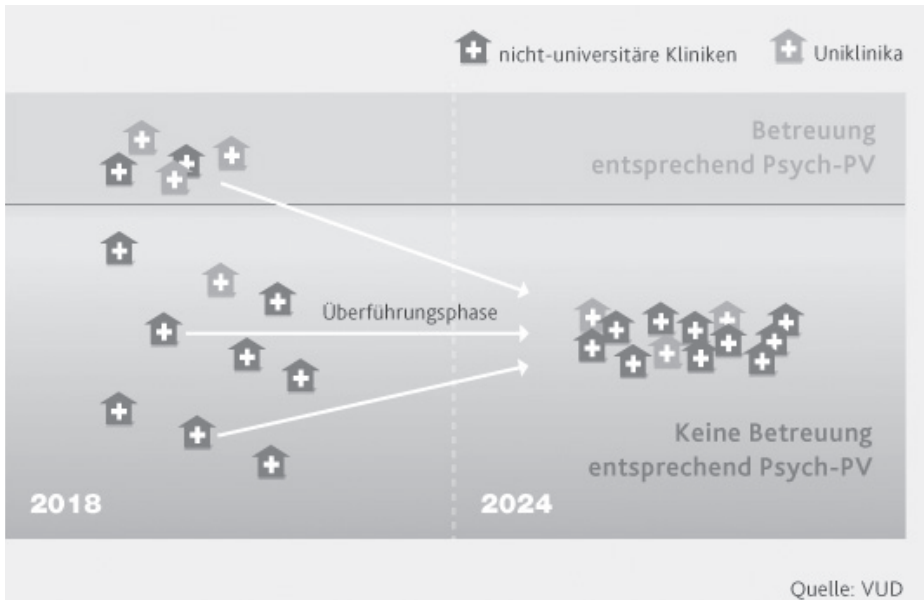 nicht-universitäre Kliniken
Uniklinika
Betreuung
entsprechend Psych-PV
Überführungsphase
Keine Betreuung
entsprechend Psych-PV
2018
2024
Quelle: VUD